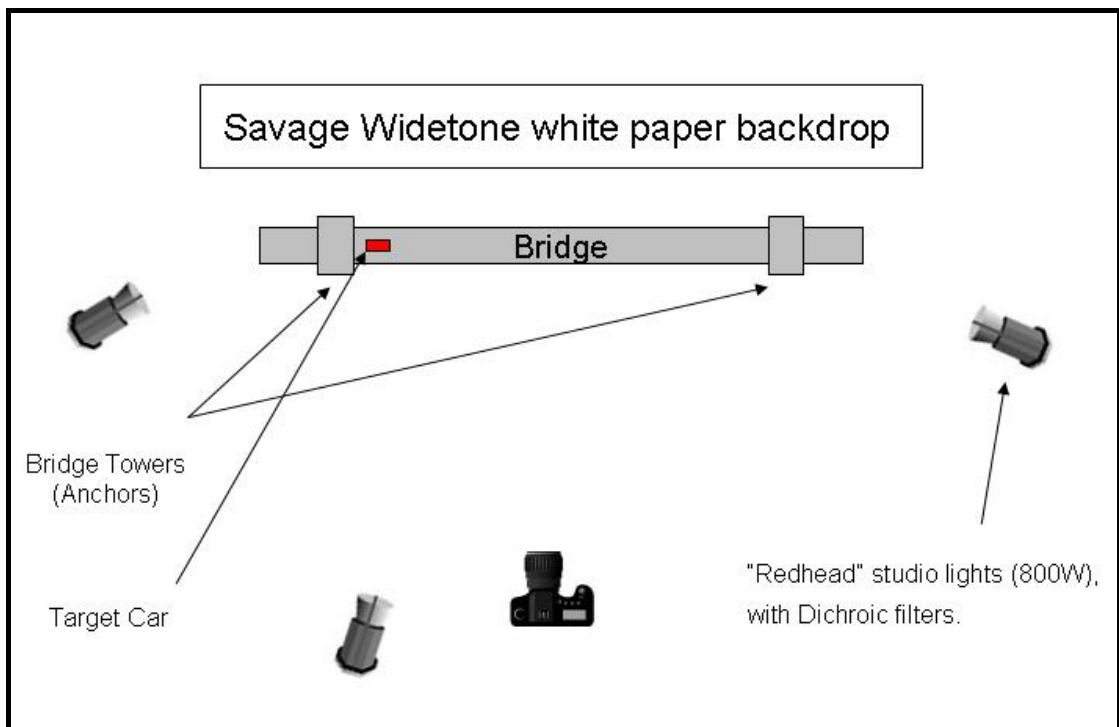 Savage Widetone white paper backdrop
Bridge
Bridge Towers
(Anchors)
Target Car
"Redhead" studio lights (800W),
with Dichroic filters.